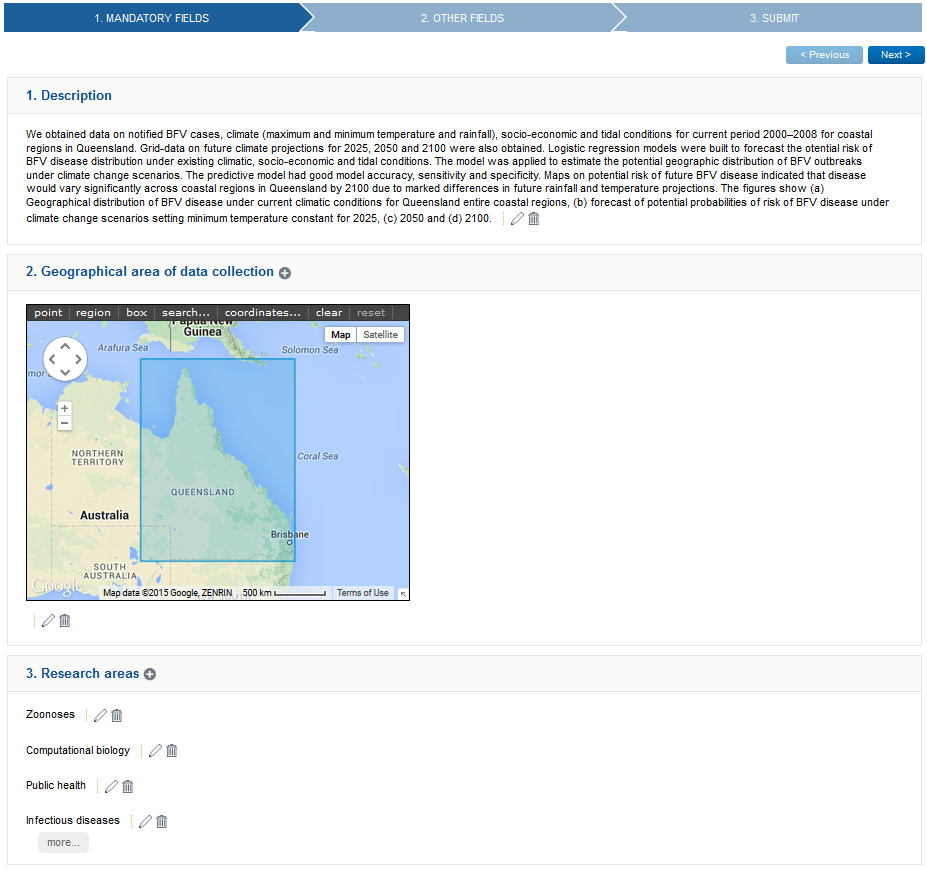 1. MANDATORY FIELDS
2. OTHER FIELDS
3. SUBMIT
< Previous
Next >
1. Description
We obtained data on notified BFV cases, climate (maximum and minimum temperature and rainfall), socio-economic and tidal conditions for current period 2000–2008 for coastal
regions in Queensland. Grid-data on future climate projections for 2025, 2050 and 2100 were also obtained. Logistic regression models were built to forecast the otential risk of
BFV disease distribution under existing climatic, socio-economic and tidal conditions. The model was applied to estimate the potential geographic distribution of BFV outbreaks
under climate change scenarios. The predictive model had good model accuracy, sensitivity and specificity. Maps on potential risk of future BFV disease indicated that disease
would vary significantly across coastal regions in Queensland by 2100 due to marked differences in future rainfall and temperature projections. The figures show (a)
Geographical distribution of BFV disease under current climatic conditions for Queensland entire coastal regions, (b) forecast of potential probabilities of risk of BFV disease under
climate change scenarios setting minimum temperature constant for 2025, (c) 2050 and (d) 2100.
2. Geographical area of data collection
point region box search... coordinates... clear reset
Papua New
Guinea
Map Satellite
Arafura Sea
Solomon Sea
mor
+
−
NORTHERN
TERRITORY
Coral Sea
QUEENSLAND
Australia
Brisbane
SOUTH
AUSTRALIA
Google
Map data ©2015 Google, ZENRIN 500 km Terms of Use
3. Research areas
Zoonoses
Computational biology
Public health
Infectious diseases
more...